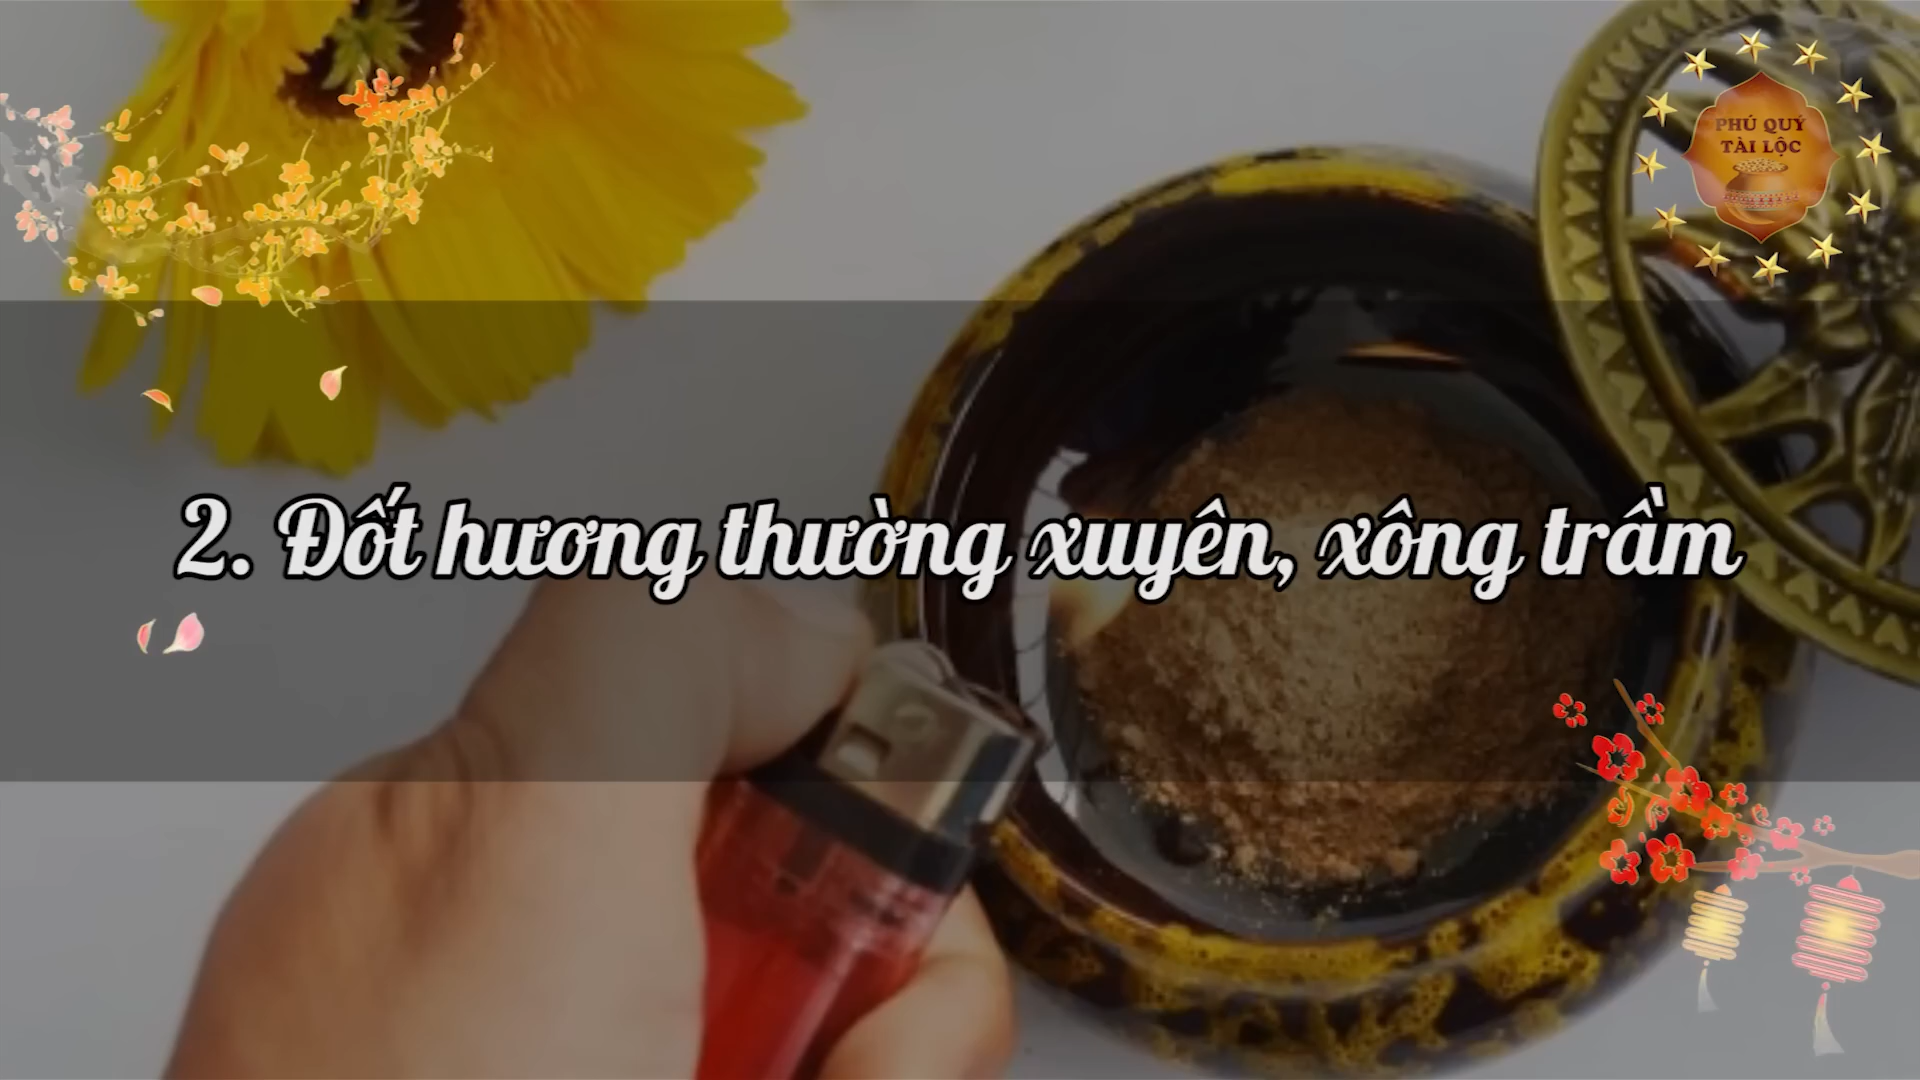 PHÚ QUÝ
TÀI LỘC
2. Đốt hương thường xuyên, xông trầm